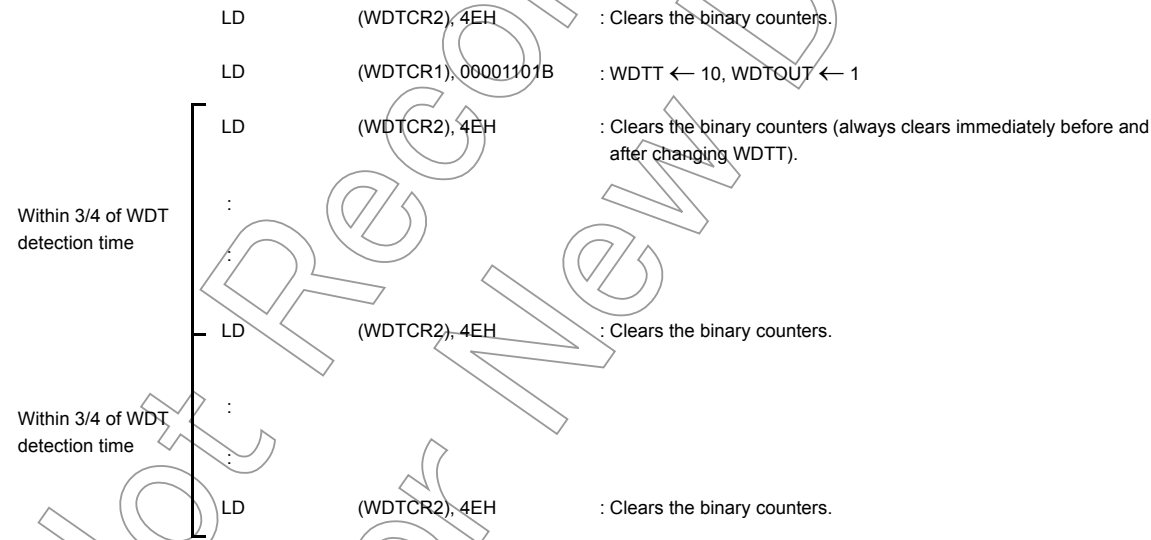 LD (WDTCR2), 4EH : Clears the binary counters.
LD (WDTCR1), 00001101B : WDTT ← 10, WDTOUT ← 1
LD (WDTCR2), 4EH : Clears the binary counters (always clears immediately before and
after changing WDTT).
:
Within 3/4 of WDT
detection time
:
LD (WDTCR2), 4EH : Clears the binary counters.
:
Within 3/4 of WDT
detection time
:
LD (WDTCR2), 4EH : Clears the binary counters.